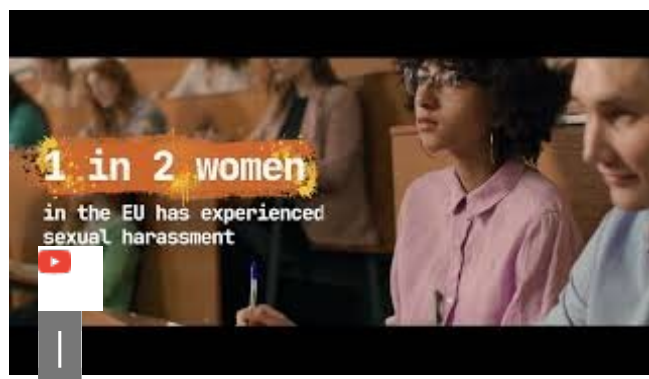 1 in 2 women
in the EU has experienced
sexual harassment